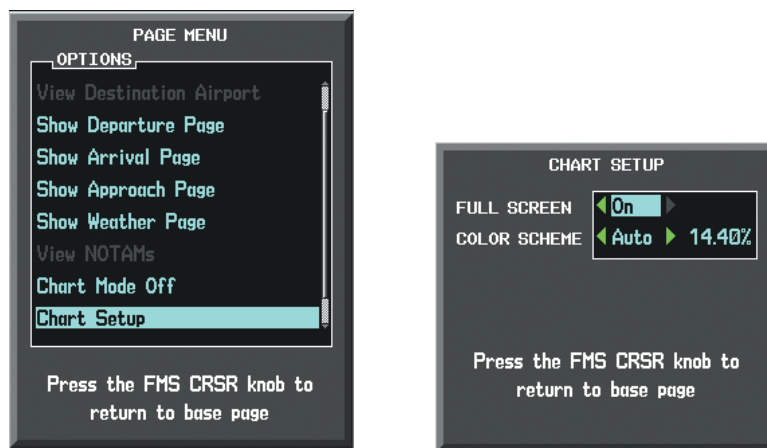 PAGE MENU
OPTIONS
View Destination Airport
Show Departure Page
Show Arrival Page
Show Approach Page
Show Weather Page
View NOTAMs
Chart Mode Off
Chart Setup
Press the FMS CRSR knob to
return to base page
CHART SETUP
FULL SCREEN On
COLOR SCHEME Auto 14.40%
Press the FMS CRSR knob to
return to base page